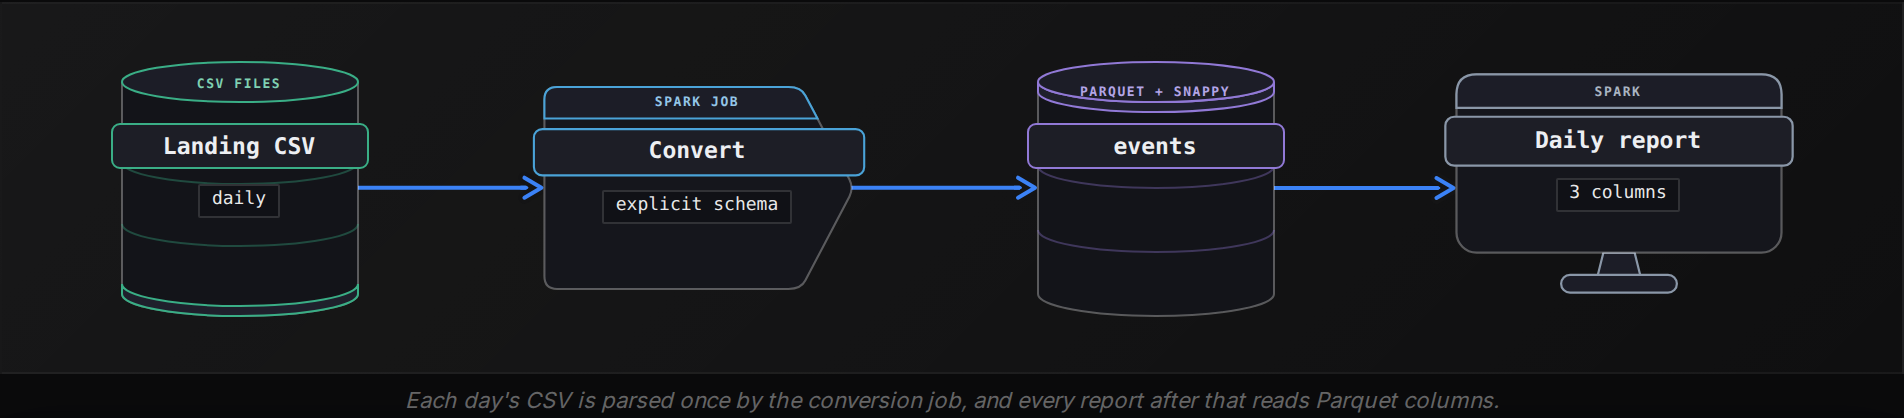 CSV FILES
Landing CSV
daily
SPARK JOB
Convert
explicit schema
PARQUET + SNAPPY
events
SPARK
Daily report
3 columns
Each day's CSV is parsed once by the conversion job, and every report after that reads Parquet columns.